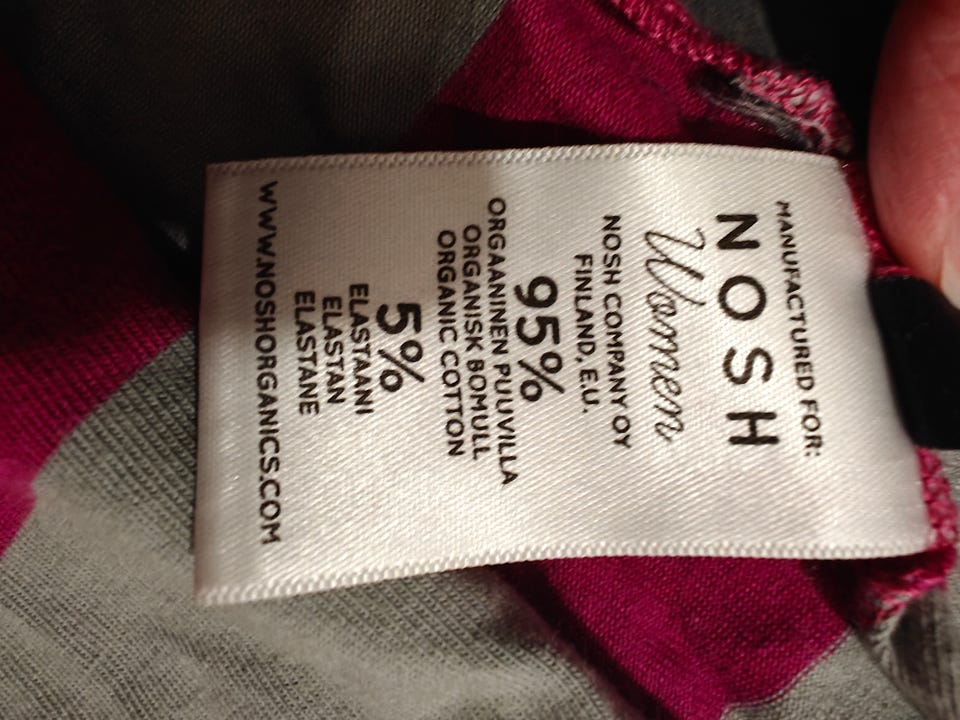 MANUFACTURED FOR:
NOSH
Women
NOSH COMPANY OY
FINLAND, E.U.
95%
ORGAANINEN PUUVILLA
ORGANISK BOMULL
ORGANIC COTTON
5%
ELASTAANI
ELASTAN
ELASTANE
WWW.NOSHORGANICS.COM